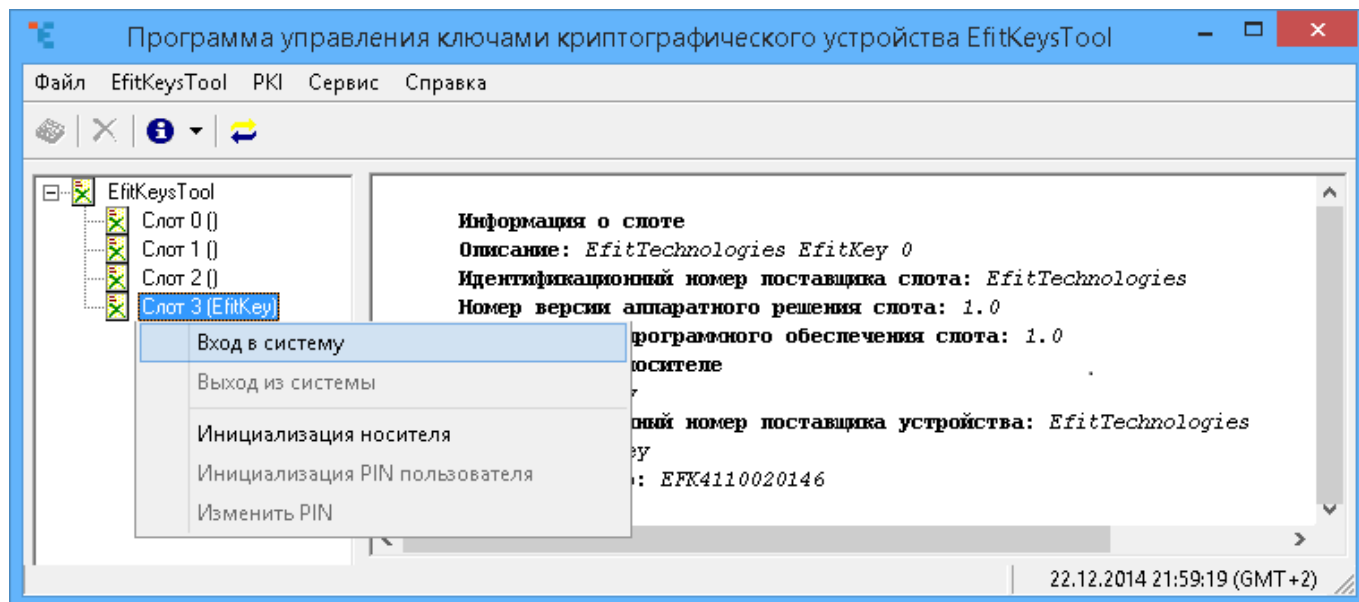 Программа управления ключами криптографического устройства EfitKeysTool
Файл EfitKeysTool PKI Сервис Справка
EfitKeysTool
Слот 0 ()
Слот 1 ()
Слот 2 ()
Слот 3 (EfitKey)
Вход в систему
Выход из системы
Инициализация носителя
Инициализация PIN пользователя
Изменить PIN
Информация о слоте
Описание: EfitTechnologies EfitKey 0
Идентификационный номер поставщика слота: EfitTechnologies
Номер версии аппаратного решения слота: 1.0
программного обеспечения слота: 1.0
носителе
номер поставщика устройства: EfitTechnologies
: EFK4110020146
22.12.2014 21:59:19 (GMT+2)